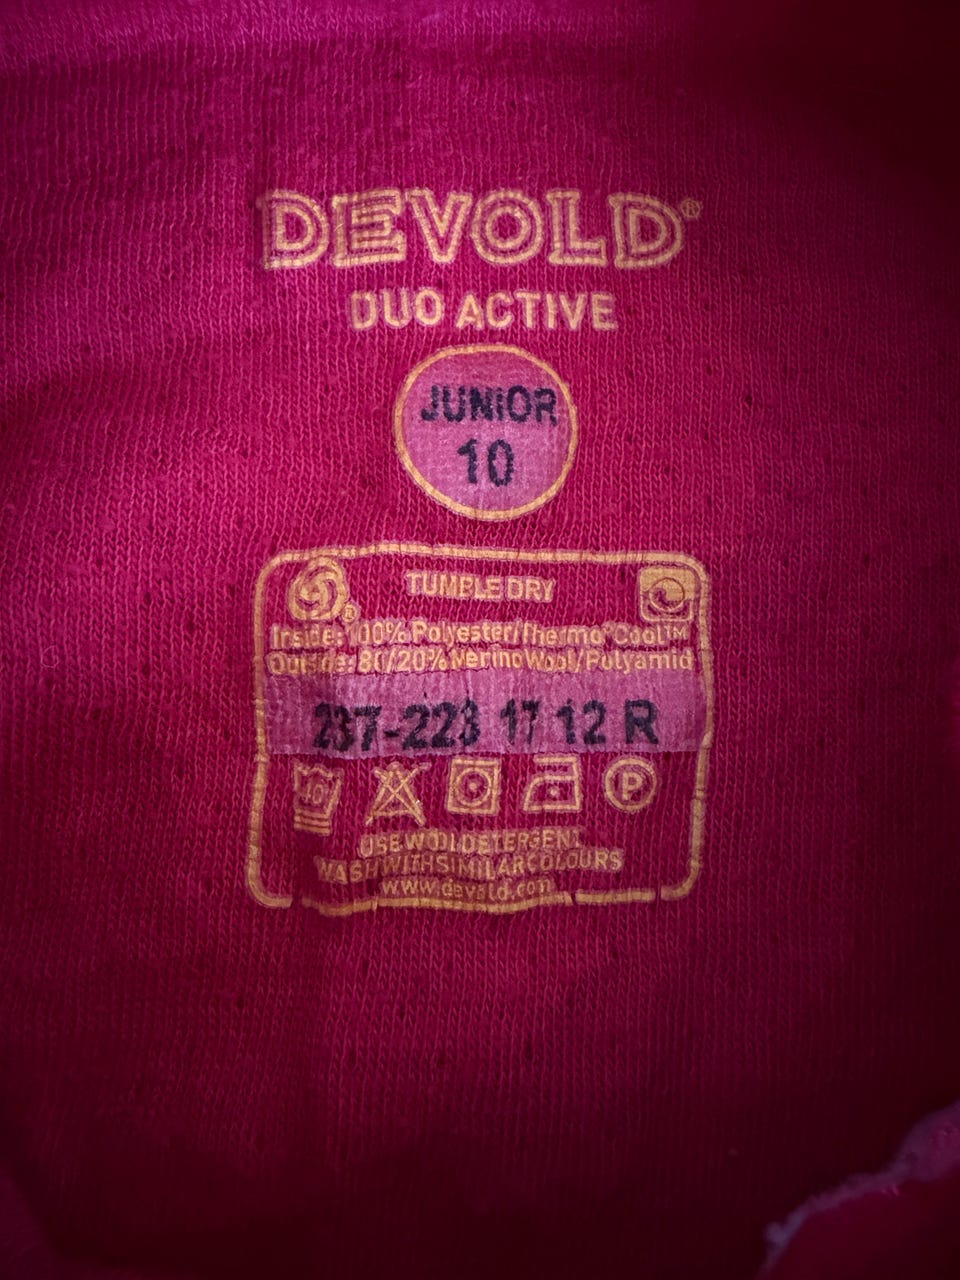 DEVOLD®
DUO ACTIVE
JUNIOR
10
TUMBLE DRY
®
Inside: 100% Polyester/Thermo°Cool™
Outside: 80/20% Merino Wool/Polyamid
237-223 17 12 R
40
P
USE WOOL DETERGENT
WASH WITH SIMILAR COLOURS
www.devold.com